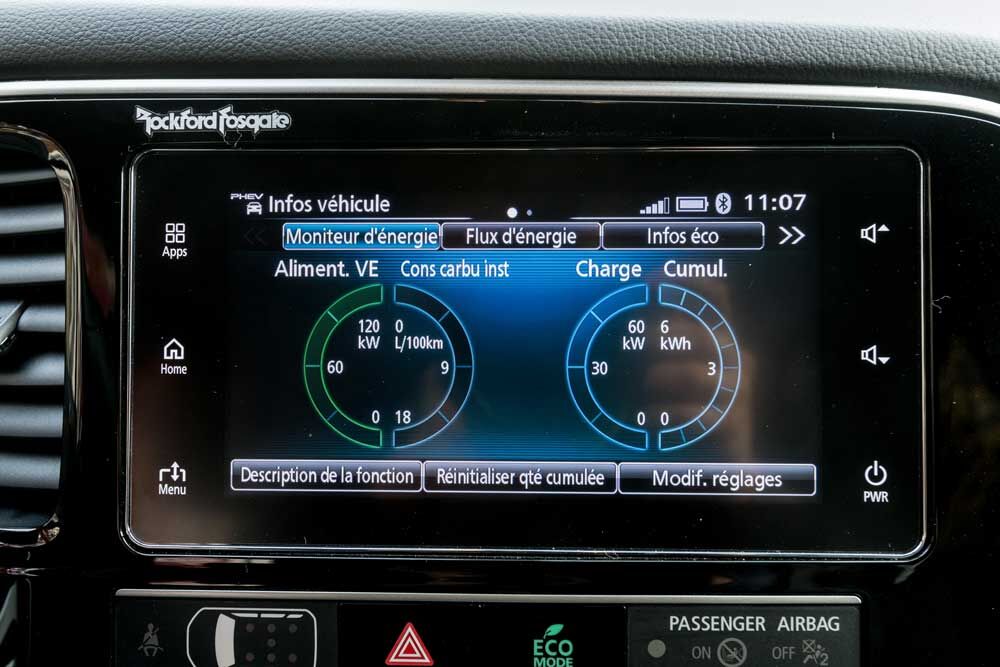 Rockford Fosgate
PHEV
Infos véhicule
11:07
Apps
Moniteur d'énergie
Flux d'énergie
Infos éco
Aliment. VE
Cons carbu inst
Charge
Cumul.
120
kW
0
L/100km
60
9
0
18
60
kW
6
kWh
30
3
0
0
Home
Description de la fonction
Réinitialiser qté cumulée
Modif. réglages
Menu
PWR
ECO
MODE
PASSENGER AIRBAG
ON
OFF